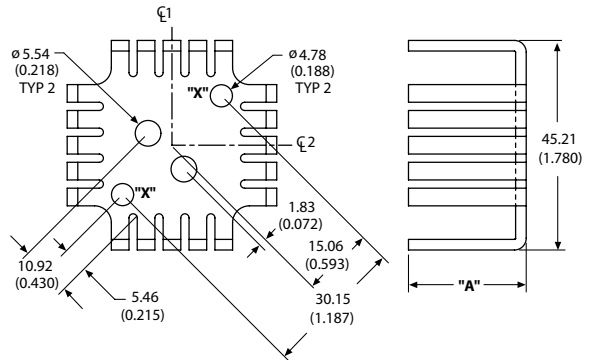 ℄1
ø 5.54
(0.218)
TYP 2
ø 4.78
(0.188)
TYP 2
"X"
℄2
45.21
(1.780)
"X"
1.83
(0.072)
15.06
(0.593)
10.92
(0.430)
5.46
(0.215)
30.15
(1.187)
"A"